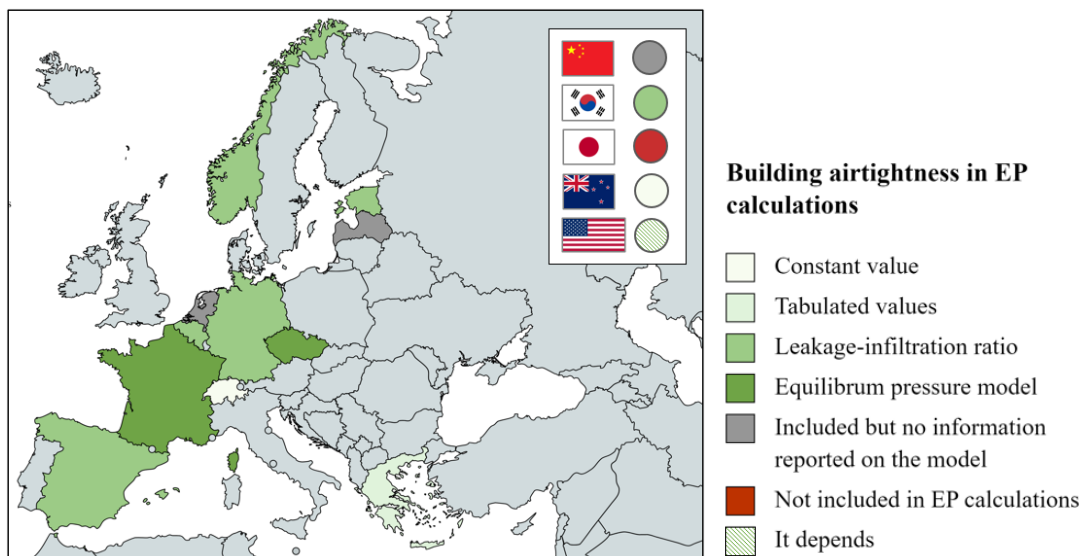 Building airtightness in EP
calculations
Constant value
Tabulated values
Leakage-infiltration ratio
Equilibrum pressure model
Included but no information
reported on the model
Not included in EP calculations
It depends